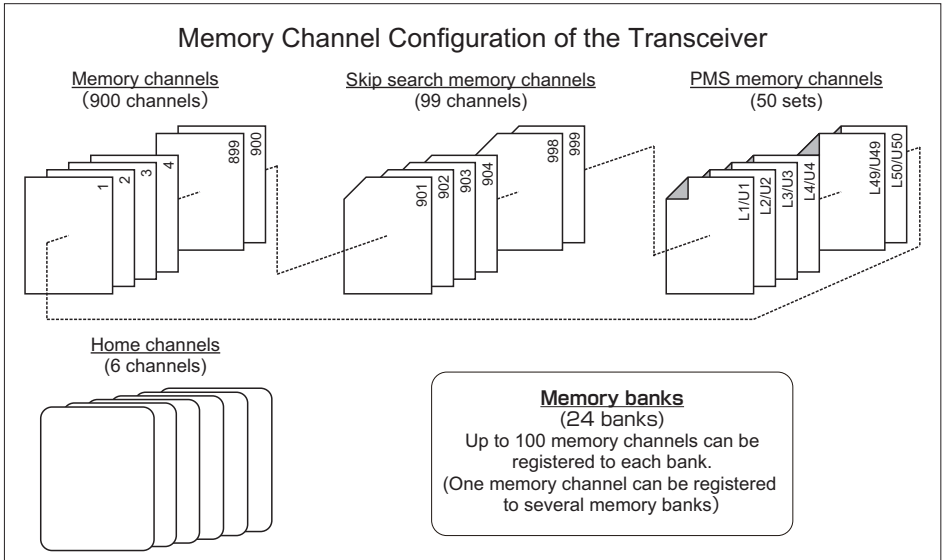 Memory Channel Configuration of the Transceiver
Memory channels
(900 channels)
1
2
3
4
899
900
Skip search memory channels
(99 channels)
901
902
903
904
998
999
PMS memory channels
(50 sets)
L1/U1
L2/U2
L3/U3
L4/U4
L49/U49
L50/U50
Home channels
(6 channels)
Memory banks
(24 banks)
Up to 100 memory channels can be
registered to each bank.
(One memory channel can be registered
to several memory banks)